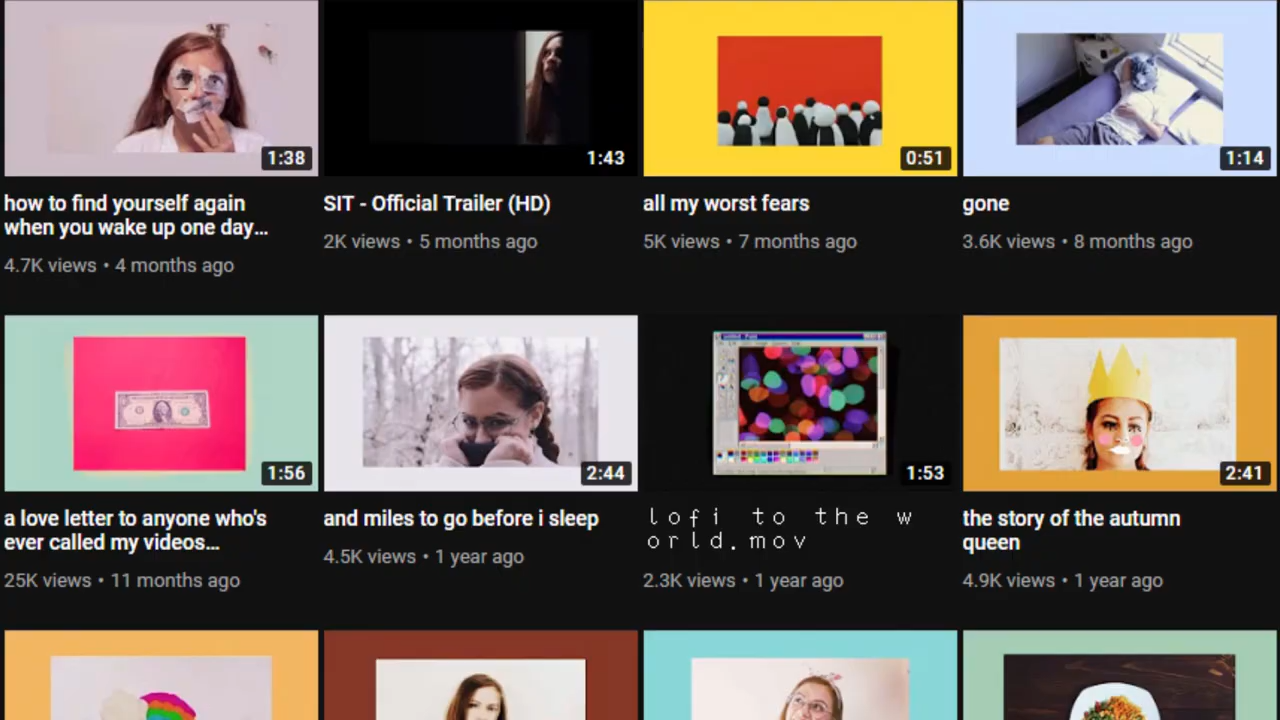 1:38
1:43
0:51
1:14
how to find yourself again
when you wake up one day...
4.7K views • 4 months ago
SIT - Official Trailer (HD)
2K views • 5 months ago
all my worst fears
5K views • 7 months ago
gone
3.6K views • 8 months ago
1:56
2:44
1:53
2:41
a love letter to anyone who's
ever called my videos...
25K views • 11 months ago
and miles to go before i sleep
4.5K views • 1 year ago
l o f i  t o  t h e  w
o r l d . m o v
2.3K views • 1 year ago
the story of the autumn
queen
4.9K views • 1 year ago